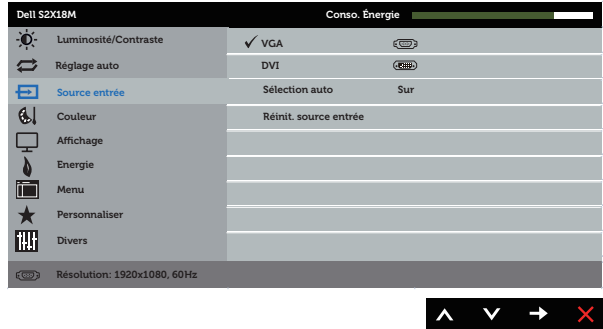 Dell S2X18M Conso. Énergie
Luminosité/Contraste
Réglage auto
Source entrée
Couleur
Affichage
Energie
Menu
Personnaliser
Divers
VGA
DVI
Sélection auto Sur
Réinit. source entrée
Résolution: 1920x1080, 60Hz